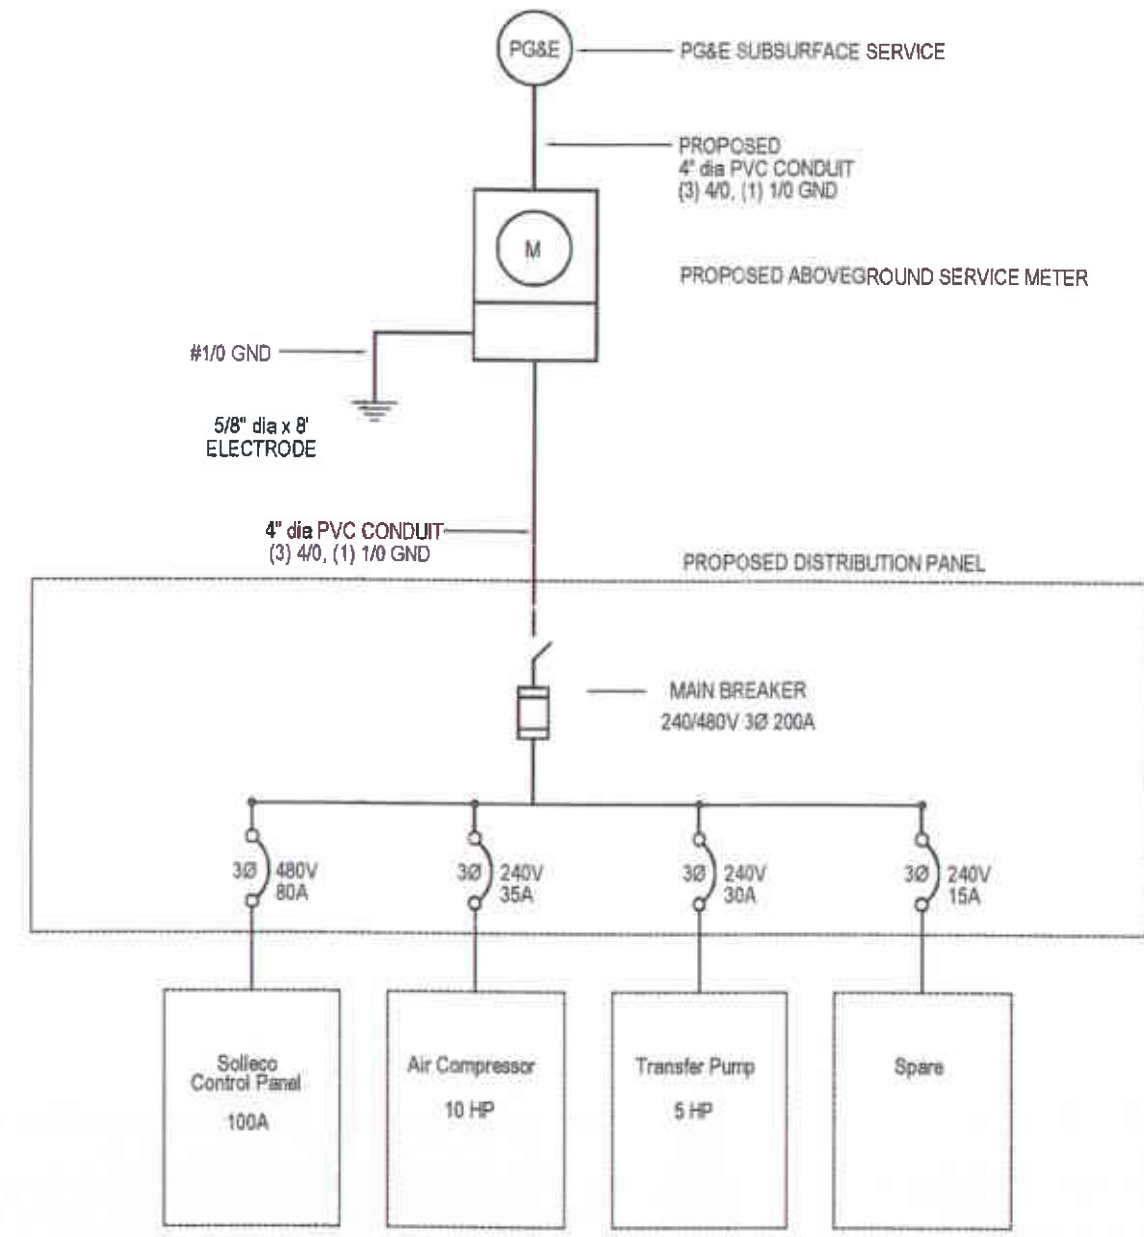 PG&E
PG&E SUBSURFACE SERVICE
PROPOSED
4" dia PVC CONDUIT
(3) 4/0, (1) 1/0 GND
M
PROPOSED ABOVEGROUND SERVICE METER
#1/0 GND
5/8" dia x 8'
ELECTRODE
4" dia PVC CONDUIT
(3) 4/0, (1) 1/0 GND
PROPOSED DISTRIBUTION PANEL
MAIN BREAKER
240/480V 3Ø 200A
3Ø 480V
80A
3Ø 240V
35A
3Ø 240V
30A
3Ø 240V
15A
Solleco
Control Panel
100A
Air Compressor
10 HP
Transfer Pump
5 HP
Spare